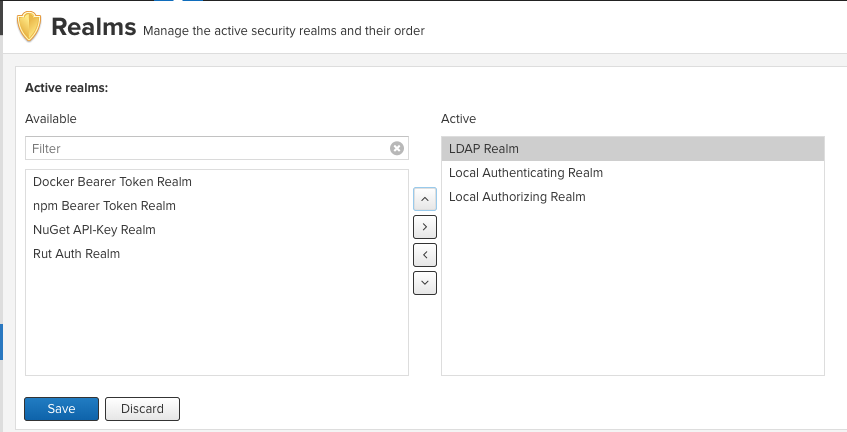 Realms Manage the active security realms and their order
Active realms:
Available
Filter
Docker Bearer Token Realm
npm Bearer Token Realm
NuGet API-Key Realm
Rut Auth Realm
Active
LDAP Realm
Local Authenticating Realm
Local Authorizing Realm
Save
Discard